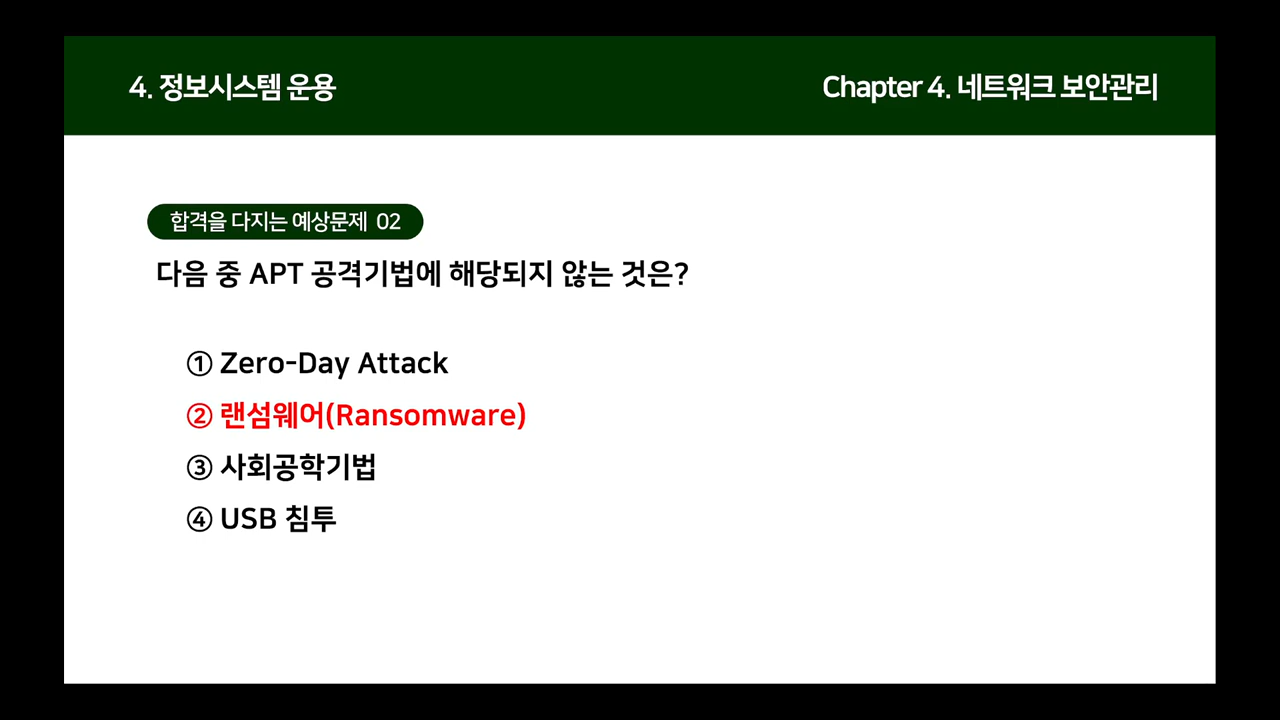 4. 정보시스템 운용
Chapter 4. 네트워크 보안관리
합격을 다지는 예상문제 02
다음 중 APT 공격기법에 해당되지 않는 것은?
① Zero-Day Attack
② 랜섬웨어(Ransomware)
③ 사회공학기법
④ USB 침투